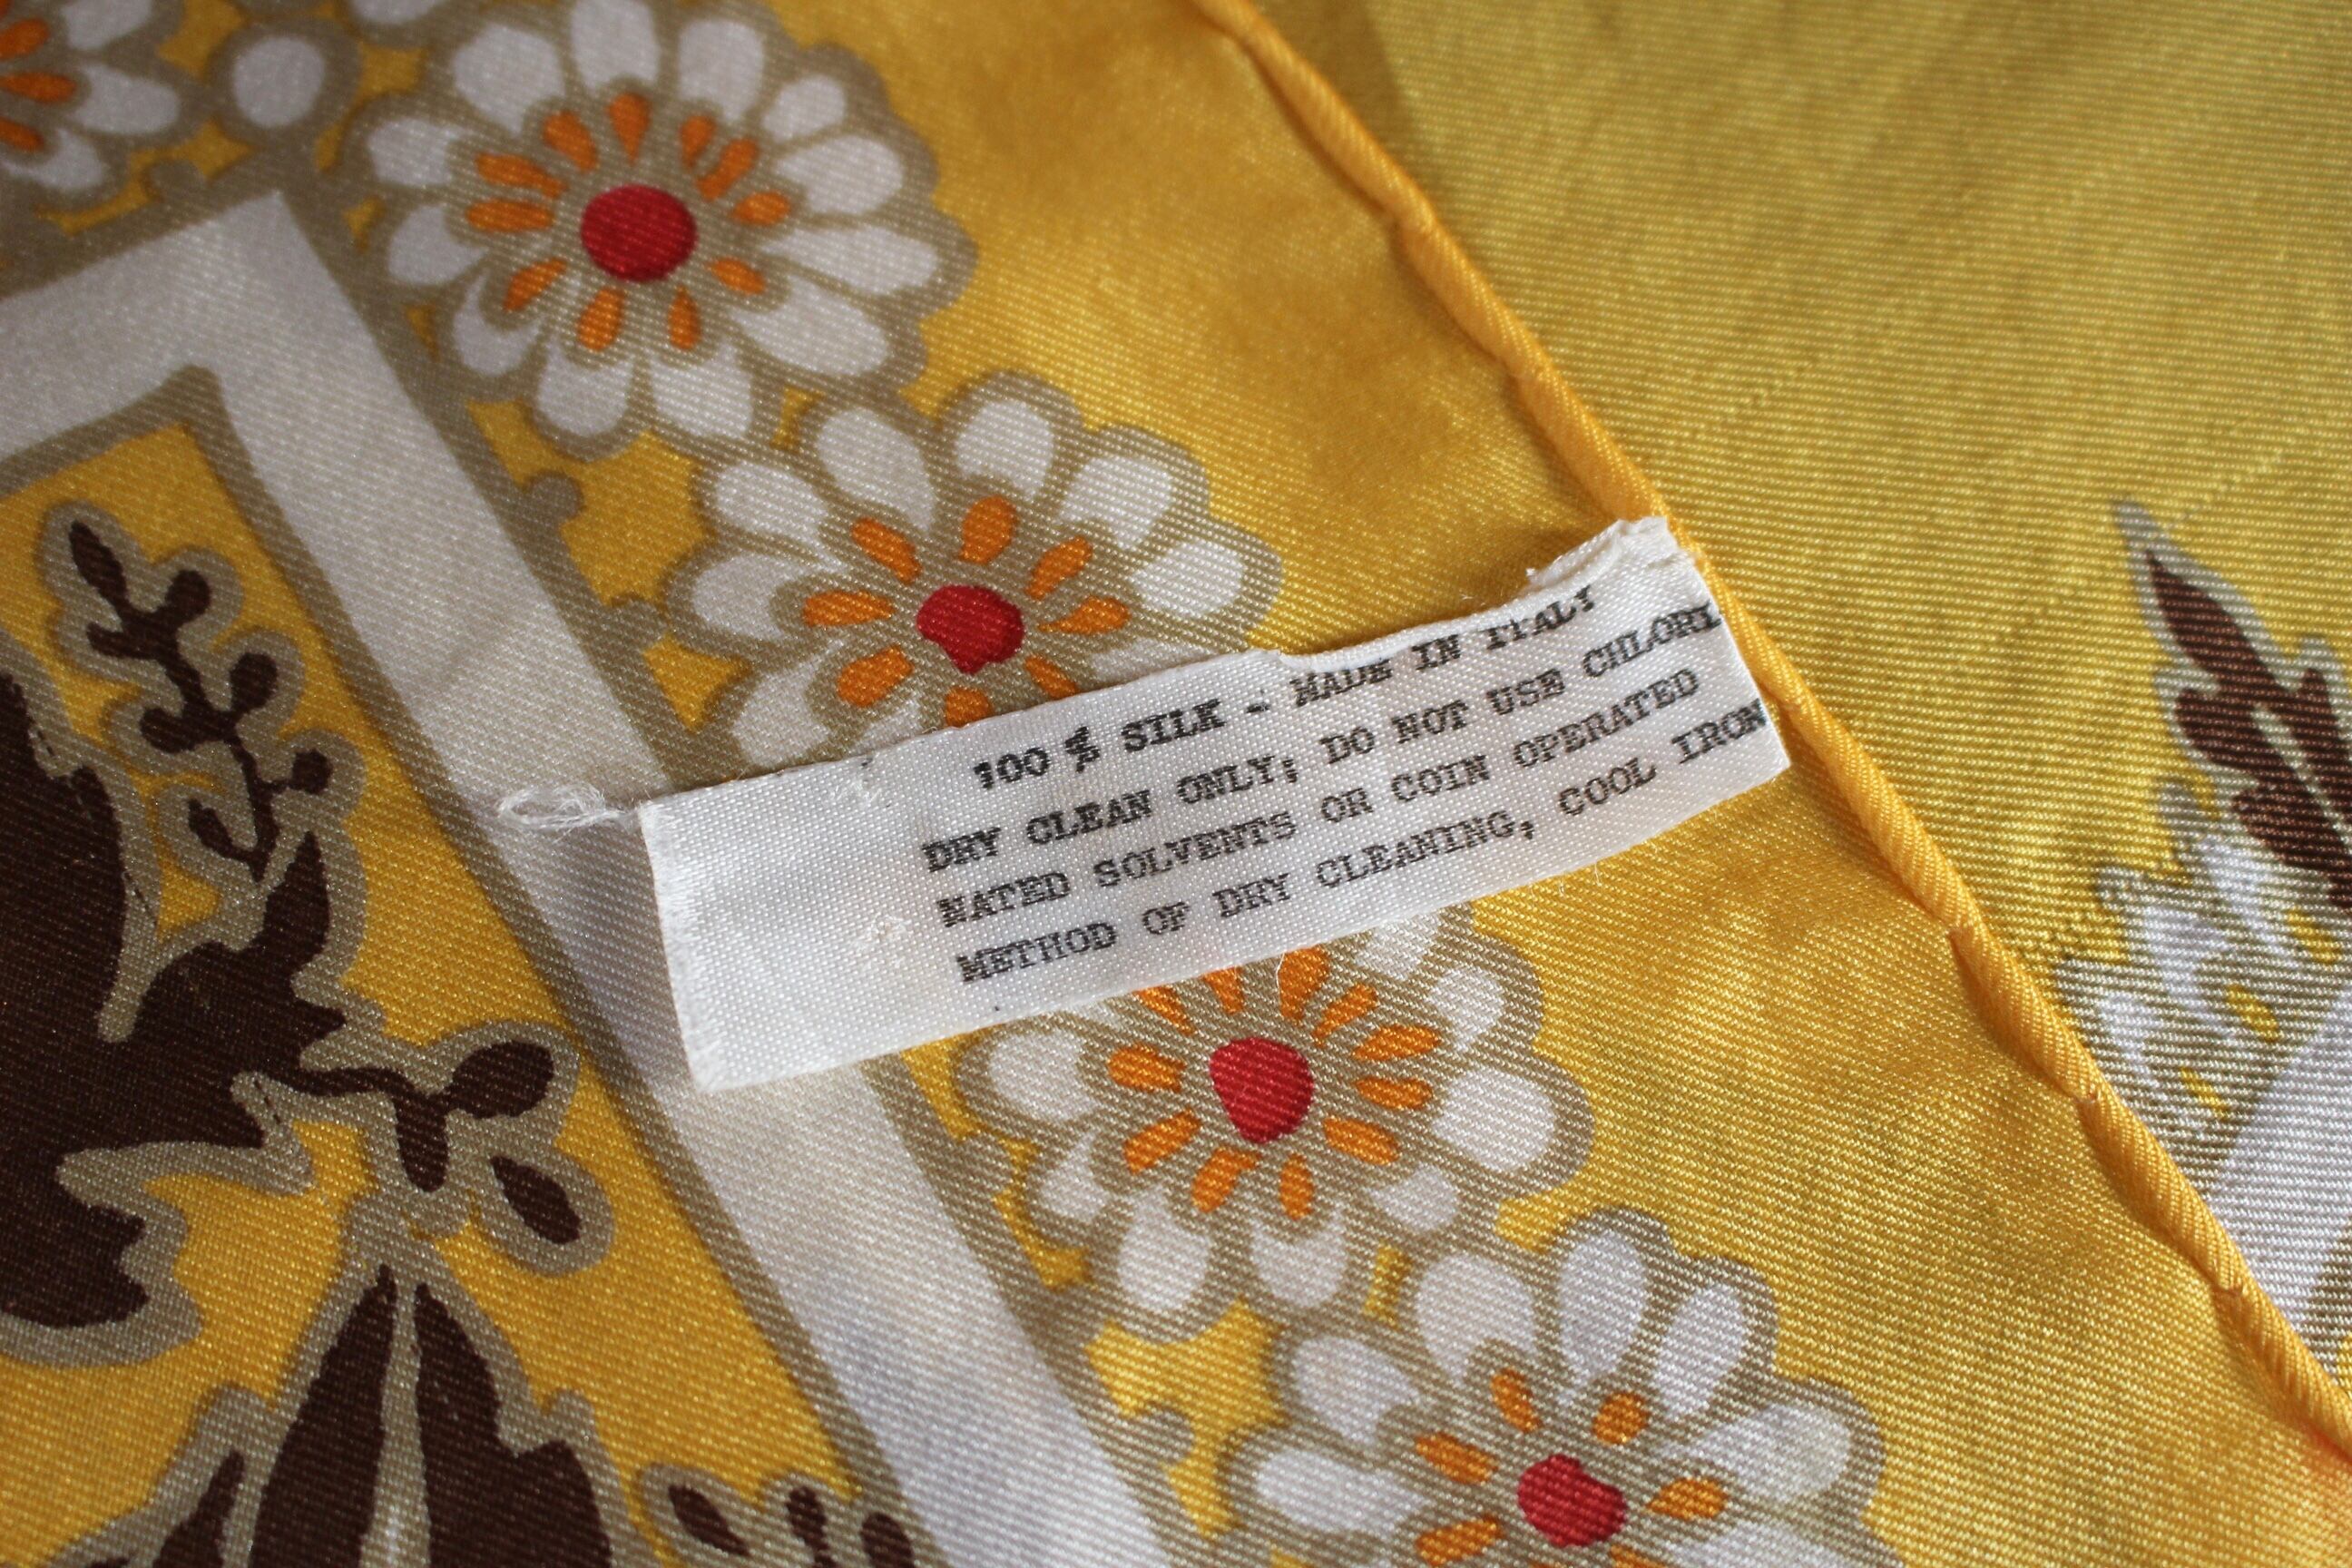 100 % SILK - MADE IN ITALY
DRY CLEAN ONLY; DO NOT USE CHLORI
NATED SOLVENTS OR COIN OPERATED
METHOD OF DRY CLEANING, COOL IRON